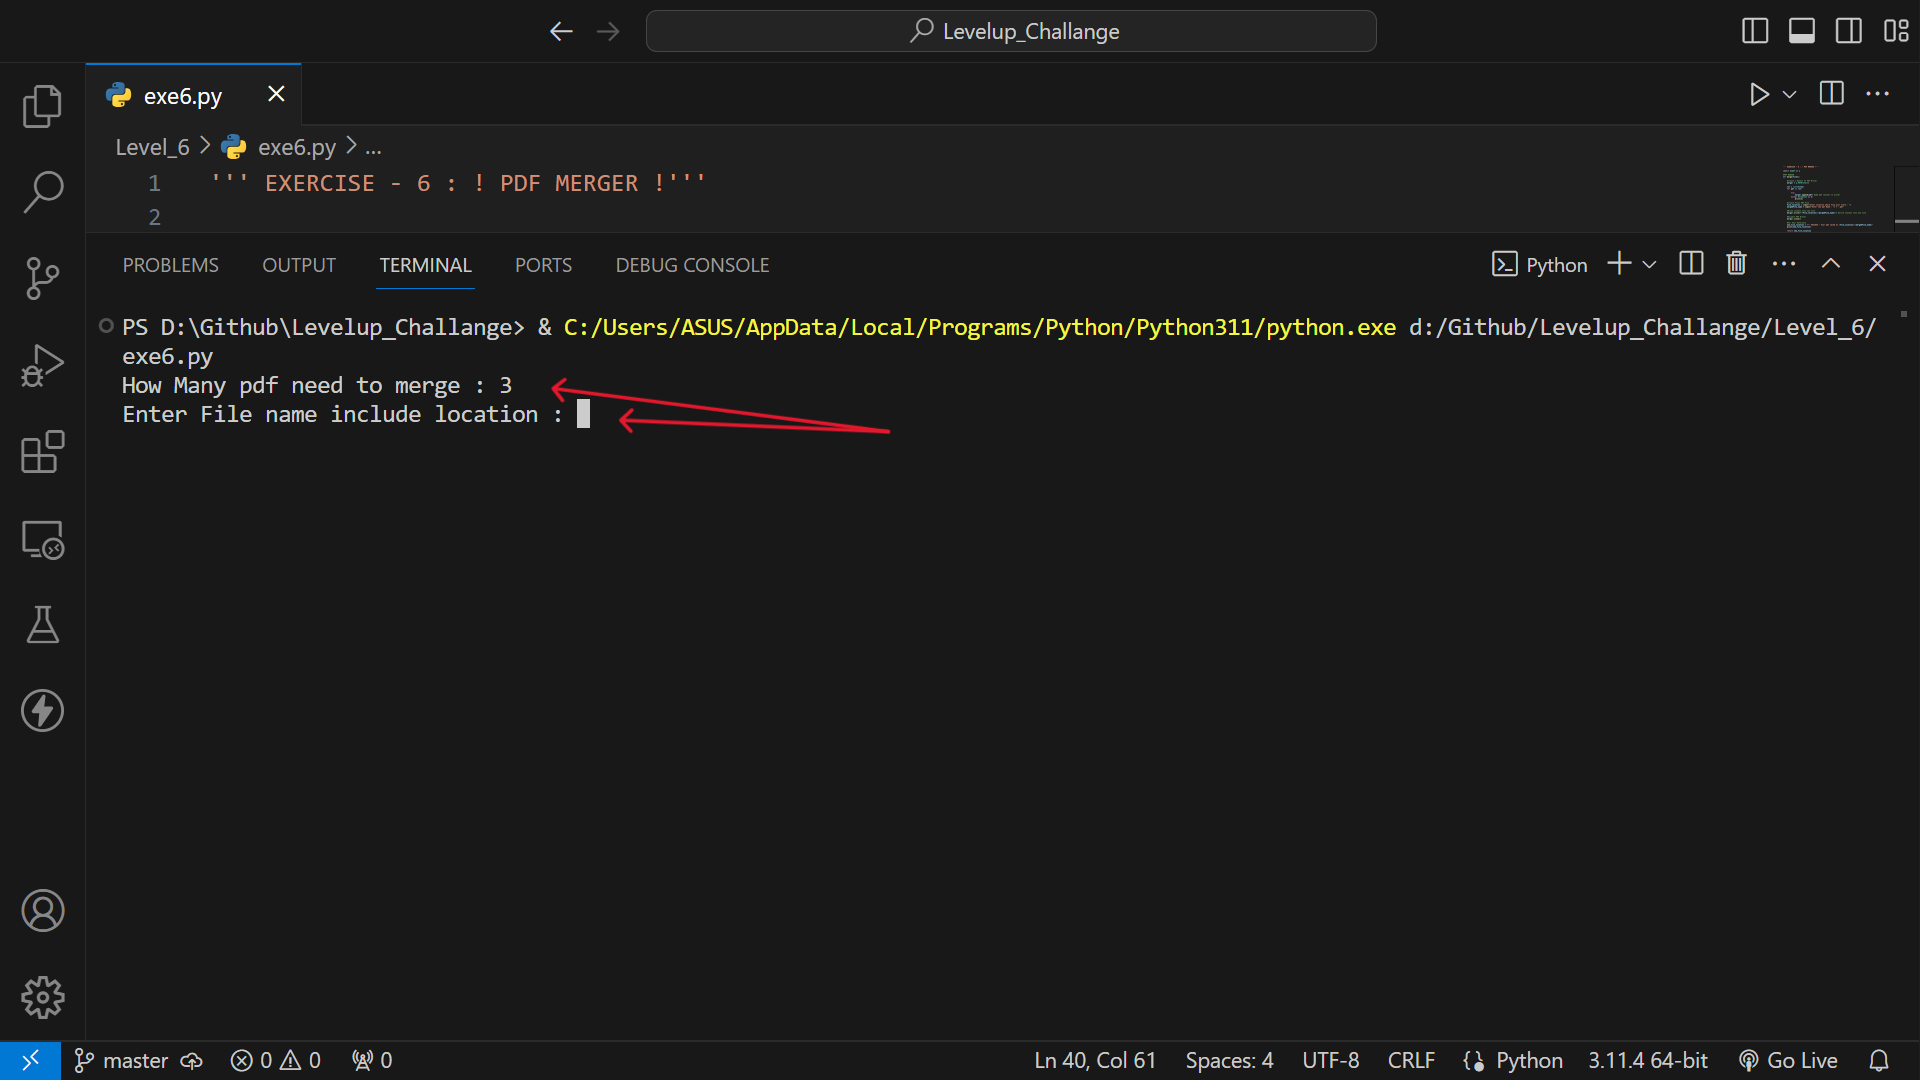 Levelup_Challange
exe6.py
Level_6 > exe6.py > ...
1 ''' EXERCISE - 6 : ! PDF MERGER !'''
2
PROBLEMS OUTPUT TERMINAL PORTS DEBUG CONSOLE Python
PS D:\Github\Levelup_Challange> & C:/Users/ASUS/AppData/Local/Programs/Python/Python311/python.exe d:/Github/Levelup_Challange/Level_6/
exe6.py
How Many pdf need to merge : 3
Enter File name include location :
master 0 0 0 Ln 40, Col 61 Spaces: 4 UTF-8 CRLF Python 3.11.4 64-bit Go Live